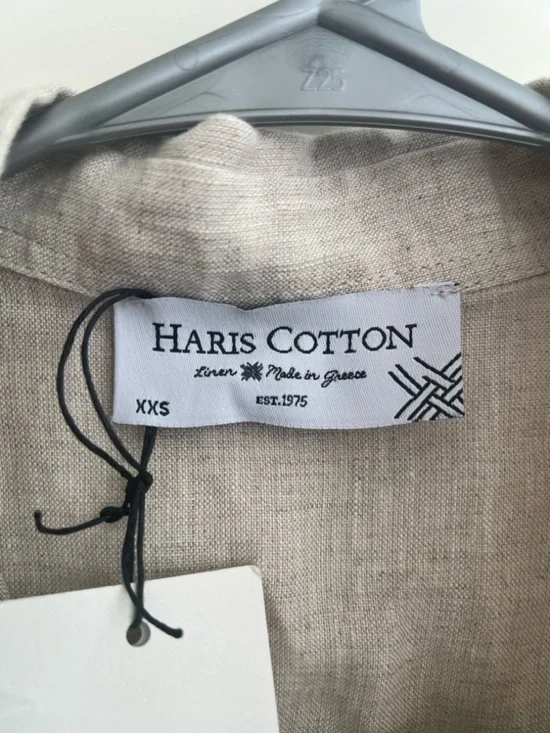 Z25
HARIS COTTON
Linen Made in Greece
XXS
EST.1975